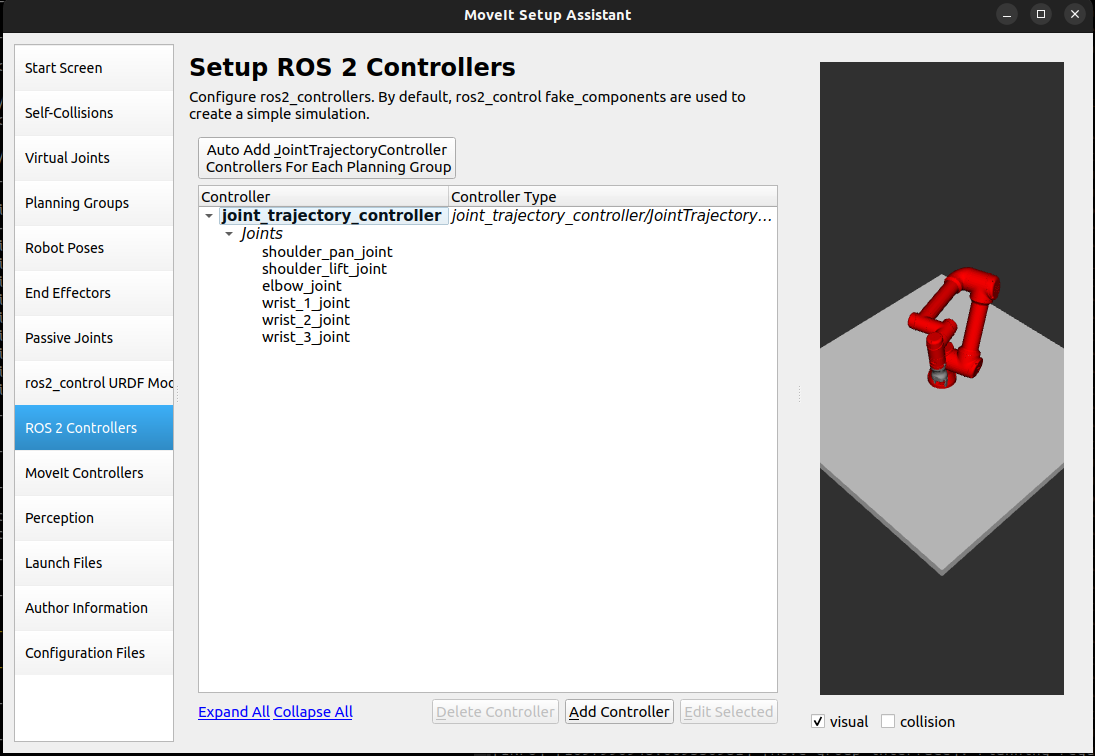 MoveIt Setup Assistant
Start Screen
Self-Collisions
Virtual Joints
Planning Groups
Robot Poses
End Effectors
Passive Joints
ros2_control URDF Mod
ROS 2 Controllers
MoveIt Controllers
Perception
Launch Files
Author Information
Configuration Files
Setup ROS 2 Controllers
Configure ros2_controllers. By default, ros2_control fake_components are used to
create a simple simulation.
Auto Add JointTrajectoryController
Controllers For Each Planning Group
Controller Controller Type
joint_trajectory_controller joint_trajectory_controller/JointTrajectory...
Joints
shoulder_pan_joint
shoulder_lift_joint
elbow_joint
wrist_1_joint
wrist_2_joint
wrist_3_joint
Expand All Collapse All Delete Controller Add Controller Edit Selected
visual collision